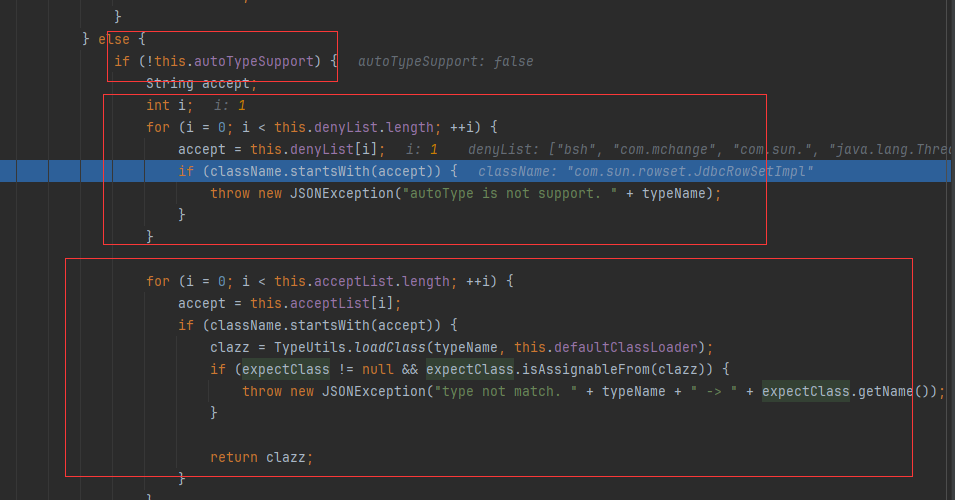 }
} else {
if (!this.autoTypeSupport) { autoTypeSupport: false
String accept;
int i; i: 1
for (i = 0; i < this.denyList.length; ++i) {
accept = this.denyList[i]; i: 1 denyList: ["bsh", "com.mchange", "com.sun.", "java.lang.Threa
if (className.startsWith(accept)) { className: "com.sun.rowset.JdbcRowSetImpl"
throw new JSONException("autoType is not support. " + typeName);
}
}
for (i = 0; i < this.acceptList.length; ++i) {
accept = this.acceptList[i];
if (className.startsWith(accept)) {
clazz = TypeUtils.loadClass(typeName, this.defaultClassLoader);
if (expectClass != null && expectClass.isAssignableFrom(clazz)) {
throw new JSONException("type not match. " + typeName + " -> " + expectClass.getName());
}
return clazz;
}